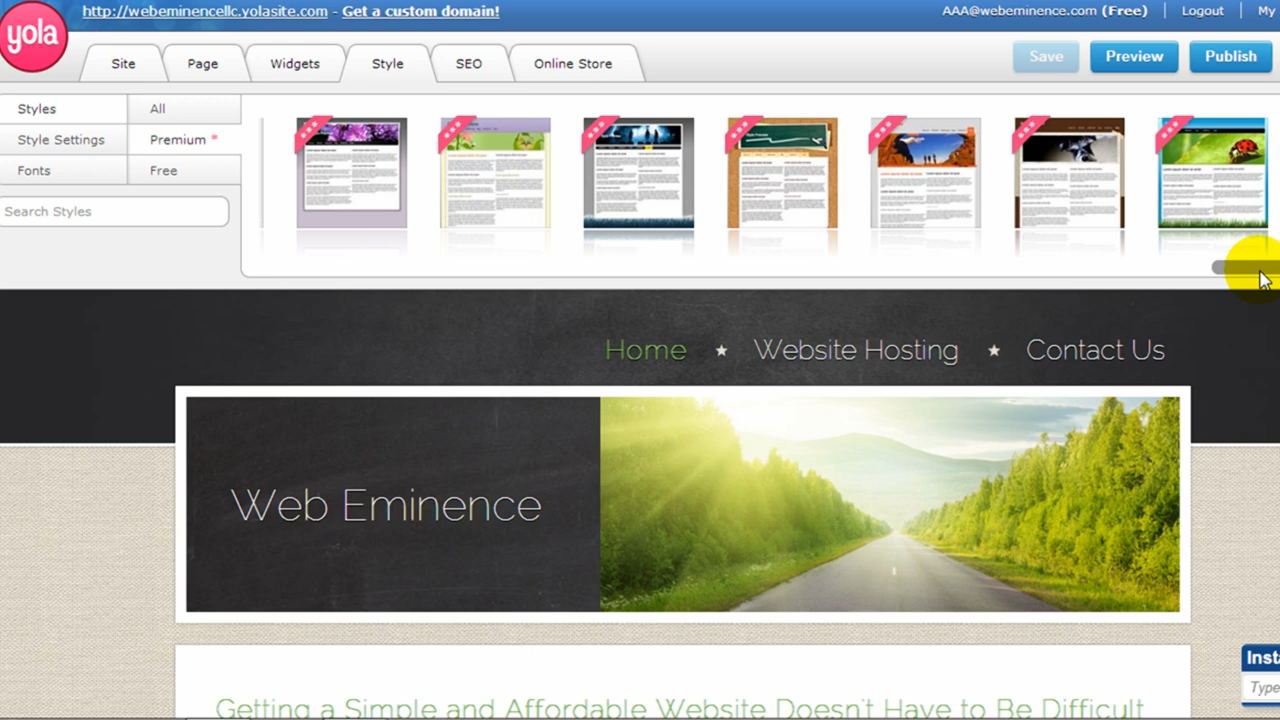 http://webeminencellc.yolasite.com - Get a custom domain!
AAA@webeminence.com (Free) | Logout | My
yola
Site
Page
Widgets
Style
SEO
Online Store
Save
Preview
Publish
Styles
All
Style Settings
Premium *
Fonts
Free
Search Styles
Home ★ Website Hosting ★ Contact Us
Web Eminence
Getting a Simple and Affordable Website Doesn't Have to Be Difficult
Insta
Type